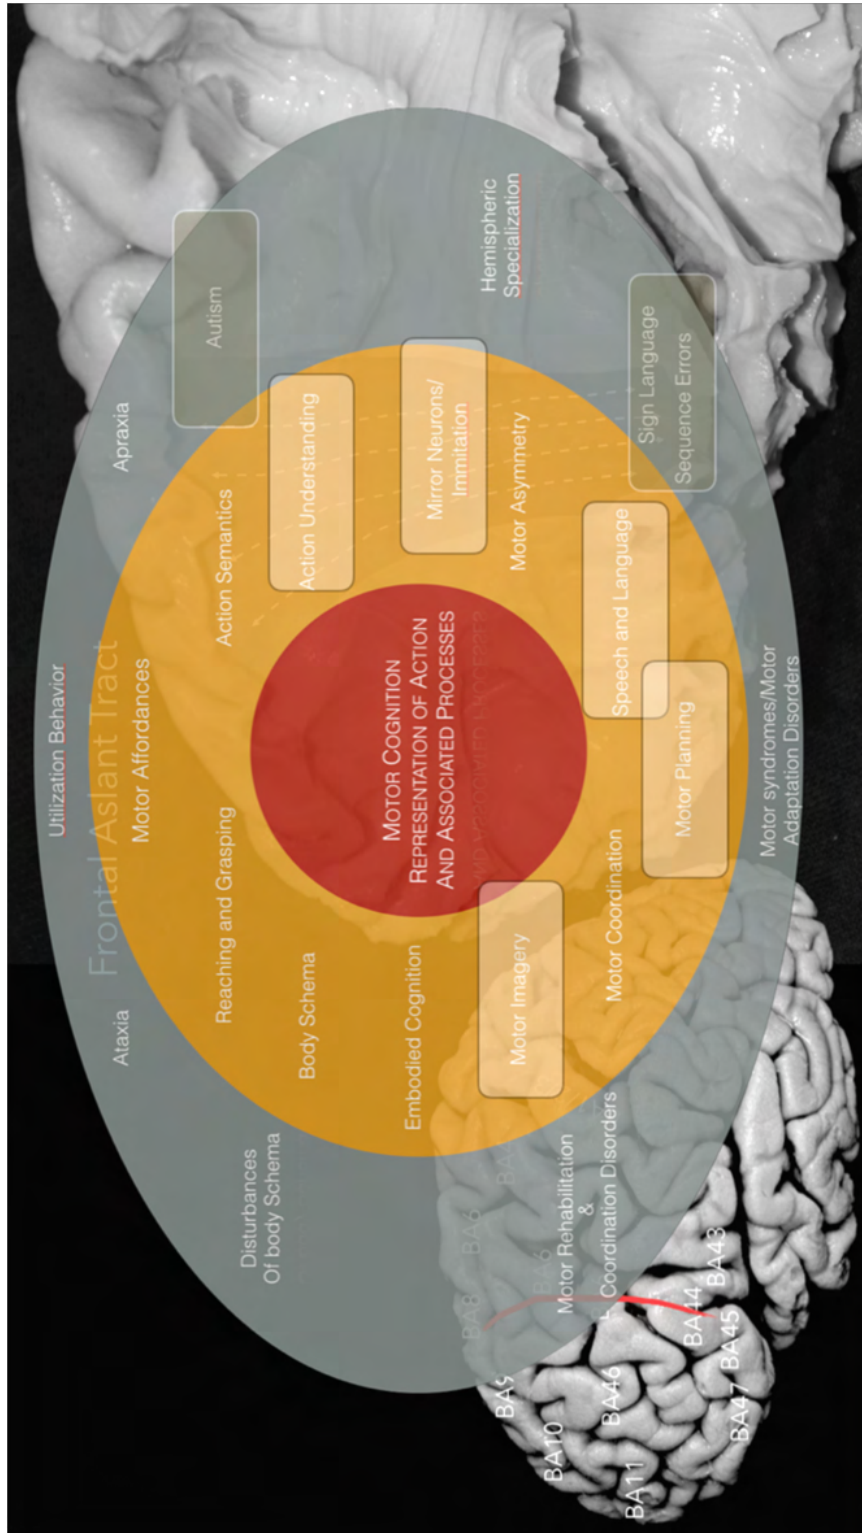 Frontal Aslant Tract
Utilization Behavior
Ataxia
Apraxia
Motor Affordances
Autism
Reaching and Grasping
Action Semantics
Disturbances
Of body Schema
Body Schema
Action Understanding
MOTOR COGNITION
REPRESENTATION OF ACTION
AND ASSOCIATED PROCESSES
Embodied Cognition
Mirror Neurons/
Immitation
Hemispheric
Specialization
Motor Imagery
Motor Asymmetry
Motor Rehabilitation
&
Coordination Disorders
Motor Coordination
Speech and Language
Sign Language
Sequence Errors
Motor Planning
Motor syndromes/Motor
Adaptation Disorders
BA8
BA6
BA9
BA10
BA46
BA11
BA44
BA43
BA45
BA47